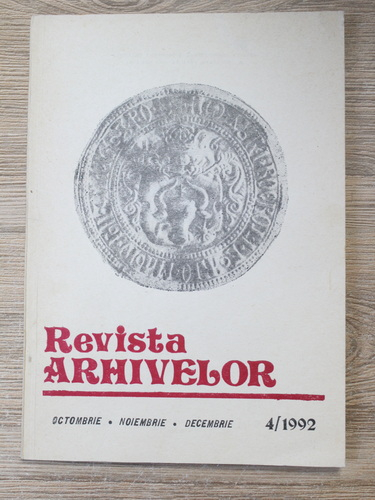 Revista
ARHIVELOR
OCTOMBRIE • NOIEMBRIE • DECEMBRIE 4/1992